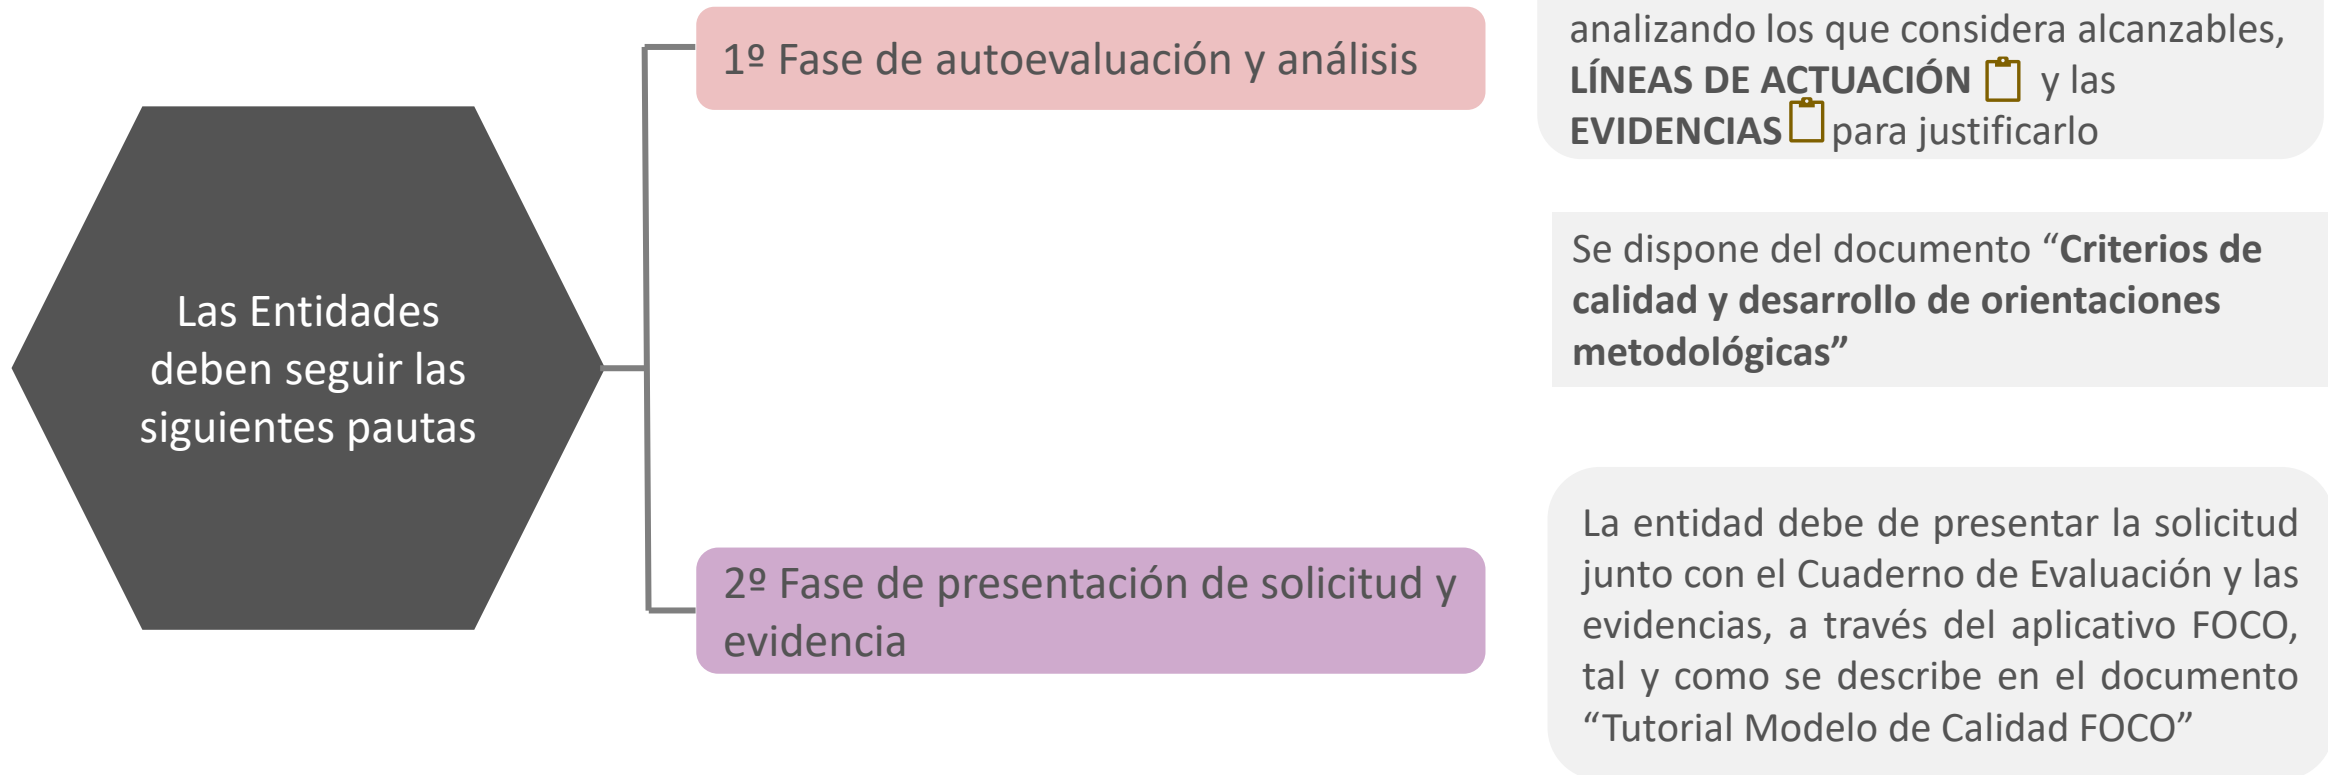 Las Entidades
deben seguir las
siguientes pautas
1º Fase de autoevaluación y análisis
analizando los que considera alcanzables,
LÍNEAS DE ACTUACIÓN y las
EVIDENCIAS para justificarlo
Se dispone del documento “Criterios de
calidad y desarrollo de orientaciones
metodológicas”
2º Fase de presentación de solicitud y
evidencia
La entidad debe de presentar la solicitud
junto con el Cuaderno de Evaluación y las
evidencias, a través del aplicativo FOCO,
tal y como se describe en el documento
“Tutorial Modelo de Calidad FOCO”